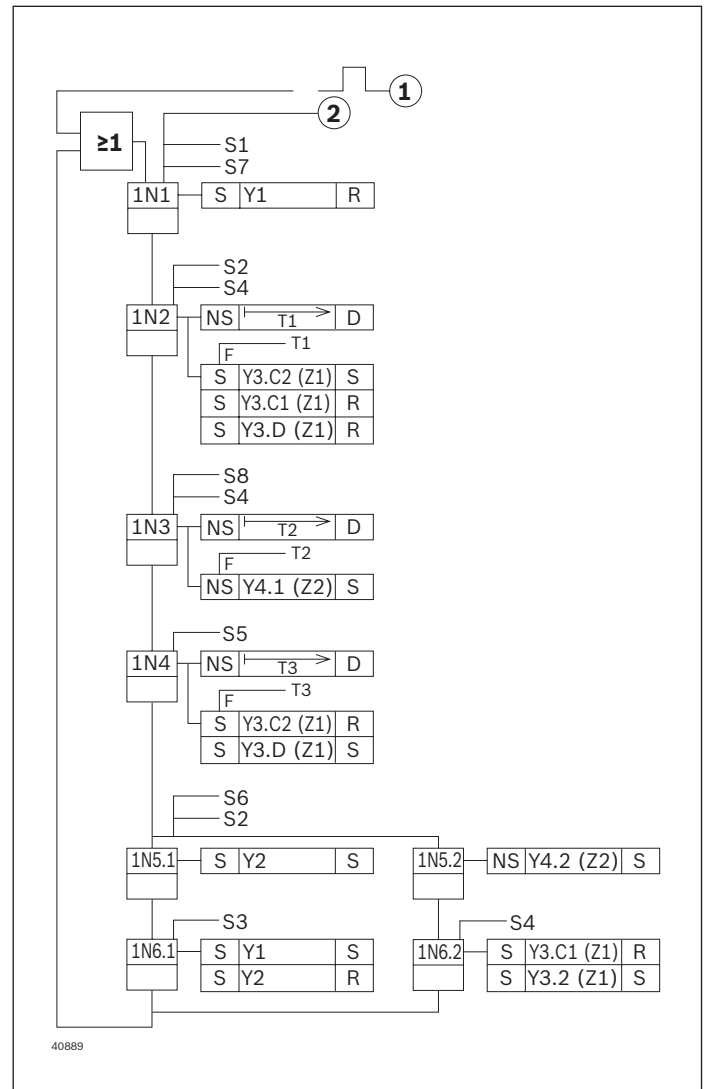 1
2
≥1
S1
S7
1N1 S Y1 R
S2
S4
1N2 NS T1 D
F T1
S Y3.C2 (Z1) S
S Y3.C1 (Z1) R
S Y3.D (Z1) R
S8
S4
1N3 NS T2 D
F T2
NS Y4.1 (Z2) S
S5
1N4 NS T3 D
F T3
S Y3.C2 (Z1) R
S Y3.D (Z1) S
S6
S2
1N5.1 S Y2 S 1N5.2 NS Y4.2 (Z2) S
S3 S4
1N6.1 S Y1 S 1N6.2 S Y3.C1 (Z1) R
S Y2 R S Y3.2 (Z1) S
40889